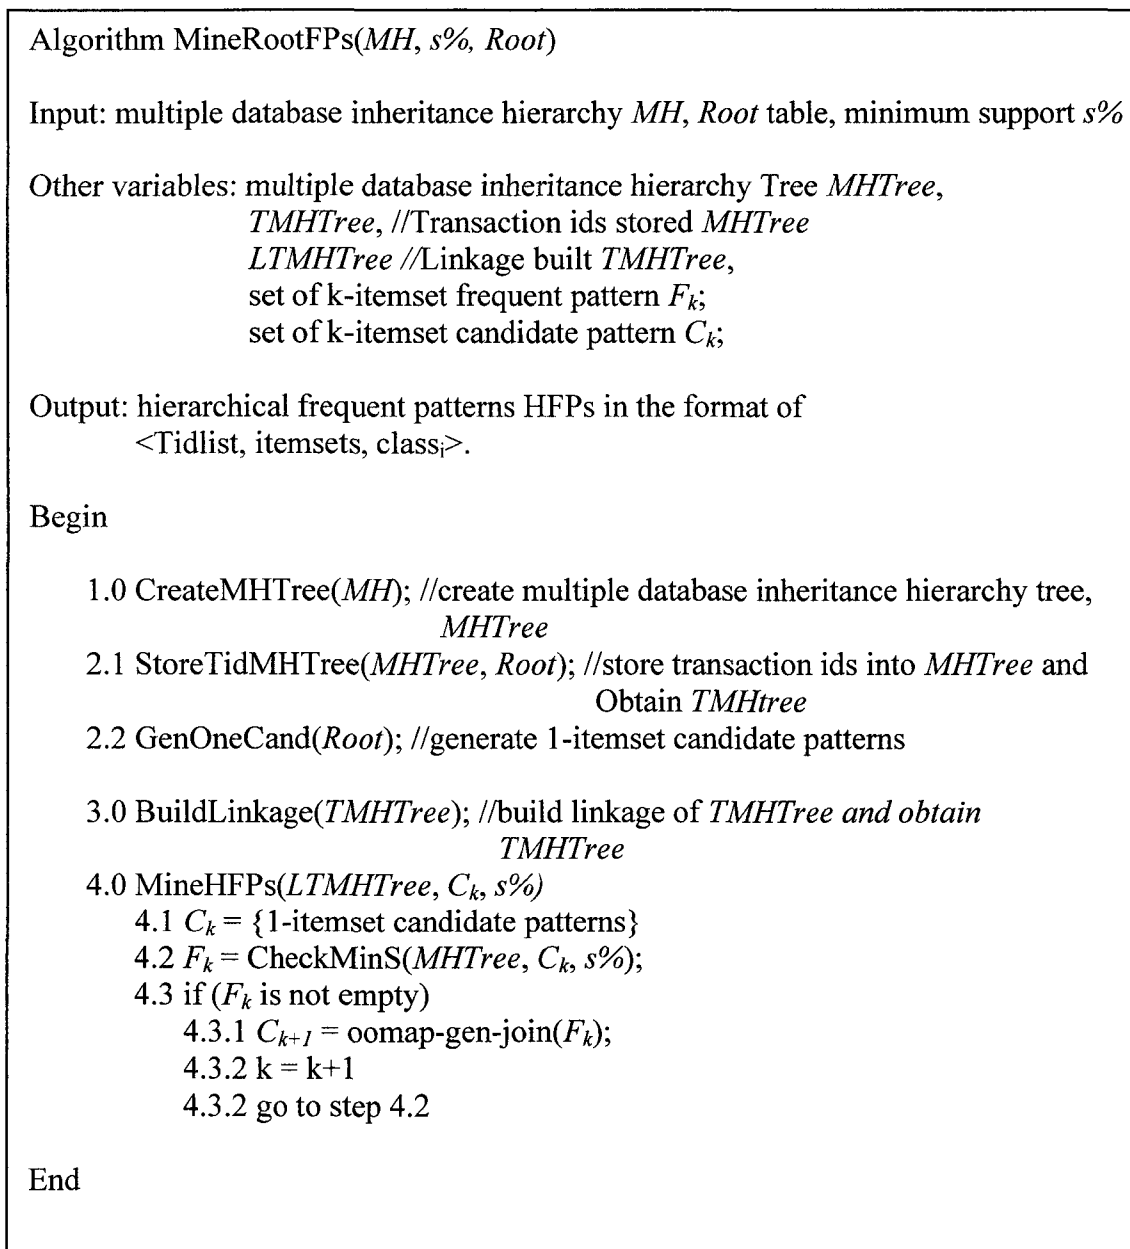 Algorithm MineRootFPs(MH, s%, Root)
Input: multiple database inheritance hierarchy MH, Root table, minimum support s%
Other variables: multiple database inheritance hierarchy Tree MHTree,
TMHTree, //Transaction ids stored MHTree
LTMHTree //Linkage built TMHTree,
set of k-itemset frequent pattern Fk;
set of k-itemset candidate pattern Ck;
Output: hierarchical frequent patterns HFPs in the format of
<Tidlist, itemsets, classi>.
Begin
1.0 CreateMHTree(MH); //create multiple database inheritance hierarchy tree,
MHTree
2.1 StoreTidMHTree(MHTree, Root); //store transaction ids into MHTree and
Obtain TMHtree
2.2 GenOneCand(Root); //generate 1-itemset candidate patterns
3.0 BuildLinkage(TMHTree); //build linkage of TMHTree and obtain
TMHTree
4.0 MineHFPs(LTMHTree, Ck, s%)
4.1 Ck = {1-itemset candidate patterns}
4.2 Fk = CheckMinS(MHTree, Ck, s%);
4.3 if (Fk is not empty)
4.3.1 Ck+1 = oomap-gen-join(Fk);
4.3.2 k = k+1
4.3.2 go to step 4.2
End